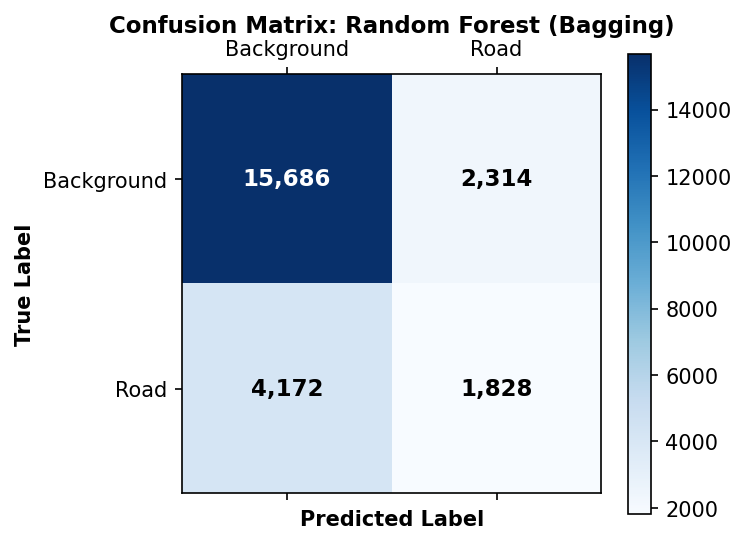 Confusion Matrix: Random Forest (Bagging)
Background Road
Background 15,686 2,314
Road 4,172 1,828
True Label
Predicted Label
14000
12000
10000
8000
6000
4000
2000